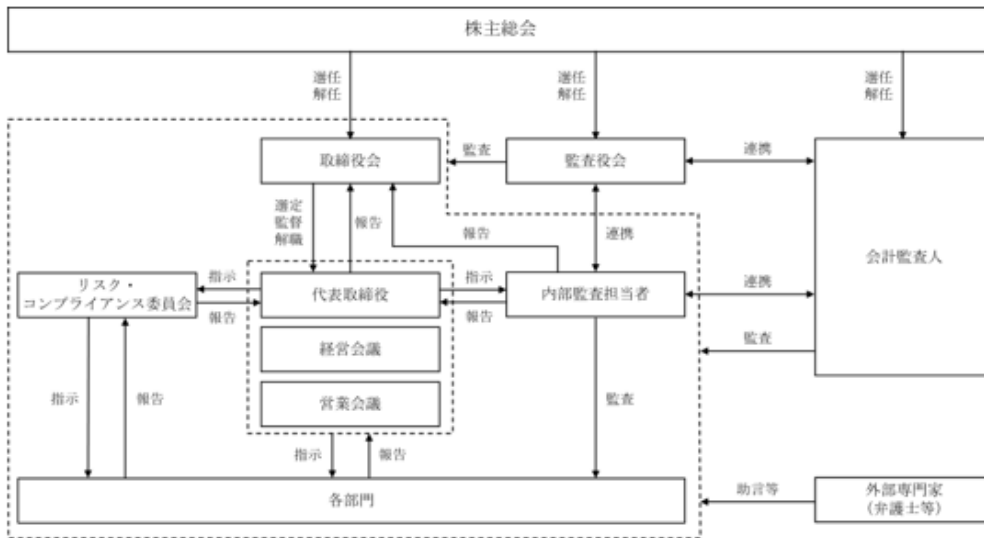 株主総会
選任
解任
選任
解任
選任
解任
取締役会
監査
監査役会
連携
会計監査人
選定
監督
解職
報告
報告
連携
リスク・
コンプライアンス委員会
指示
報告
代表取締役
指示
報告
内部監査担当者
連携
監査
経営会議
営業会議
指示
報告
監査
指示
報告
各部門
助言等
外部専門家
(弁護士等)